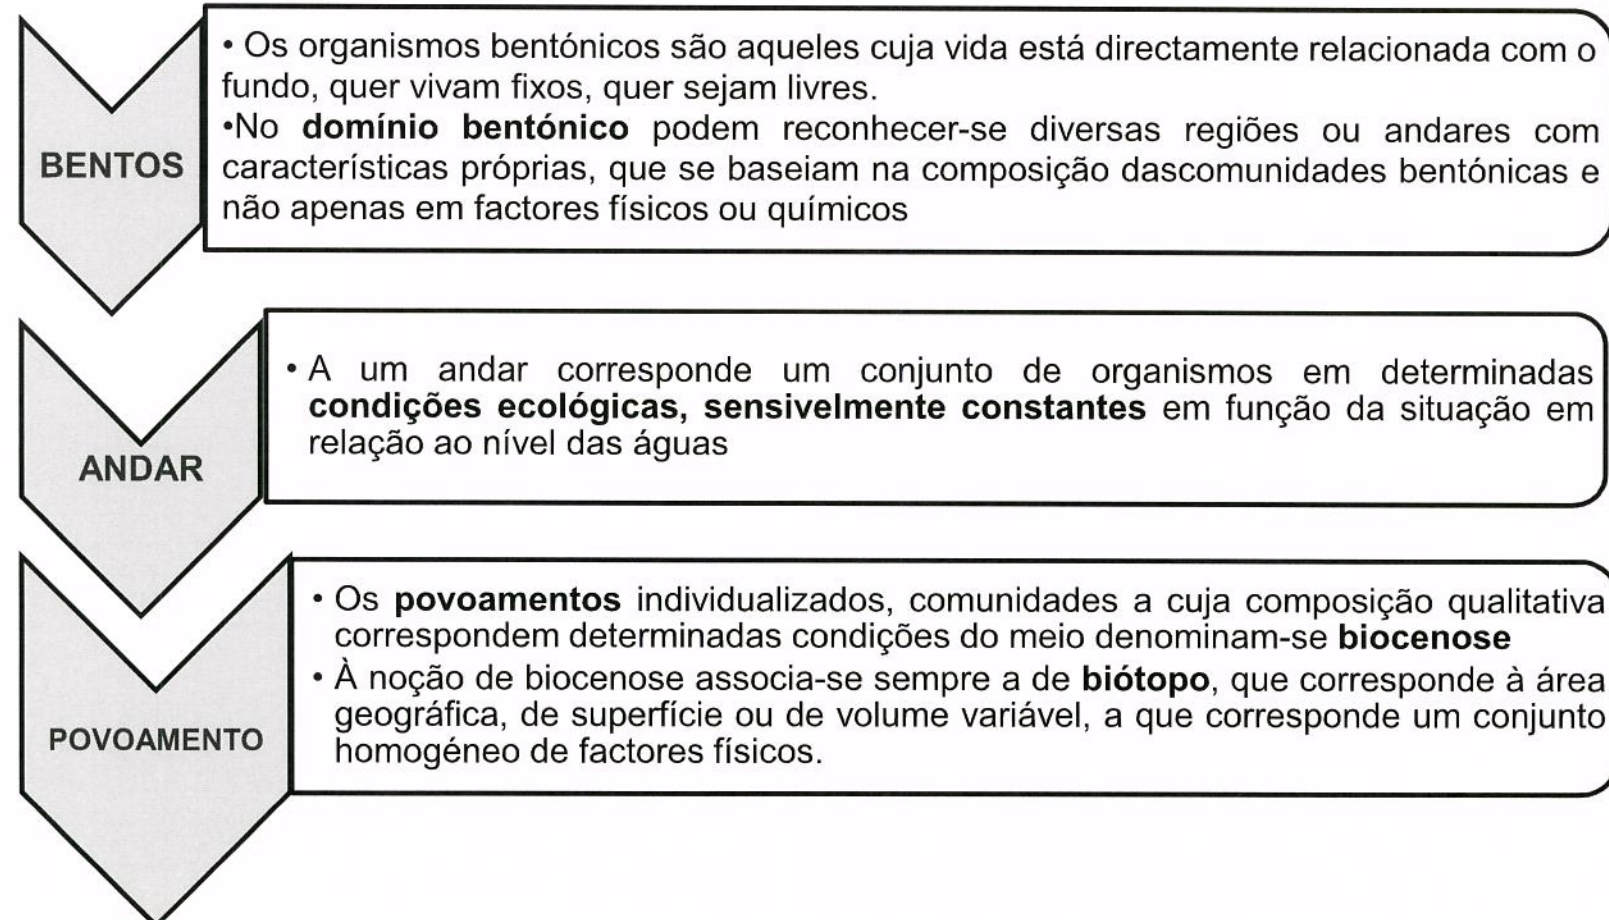 BENTOS
• Os organismos bentónicos são aqueles cuja vida está directamente relacionada com o
fundo, quer vivam fixos, quer sejam livres.
•No domínio bentónico podem reconhecer-se diversas regiões ou andares com
características próprias, que se baseiam na composição dascomunidades bentónicas e
não apenas em factores físicos ou químicos
ANDAR
• A um andar corresponde um conjunto de organismos em determinadas
condições ecológicas, sensivelmente constantes em função da situação em
relação ao nível das águas
POVOAMENTO
• Os povoamentos individualizados, comunidades a cuja composição qualitativa
correspondem determinadas condições do meio denominam-se biocenose
• À noção de biocenose associa-se sempre a de biótopo, que corresponde à área
geográfica, de superfície ou de volume variável, a que corresponde um conjunto
homogéneo de factores físicos.